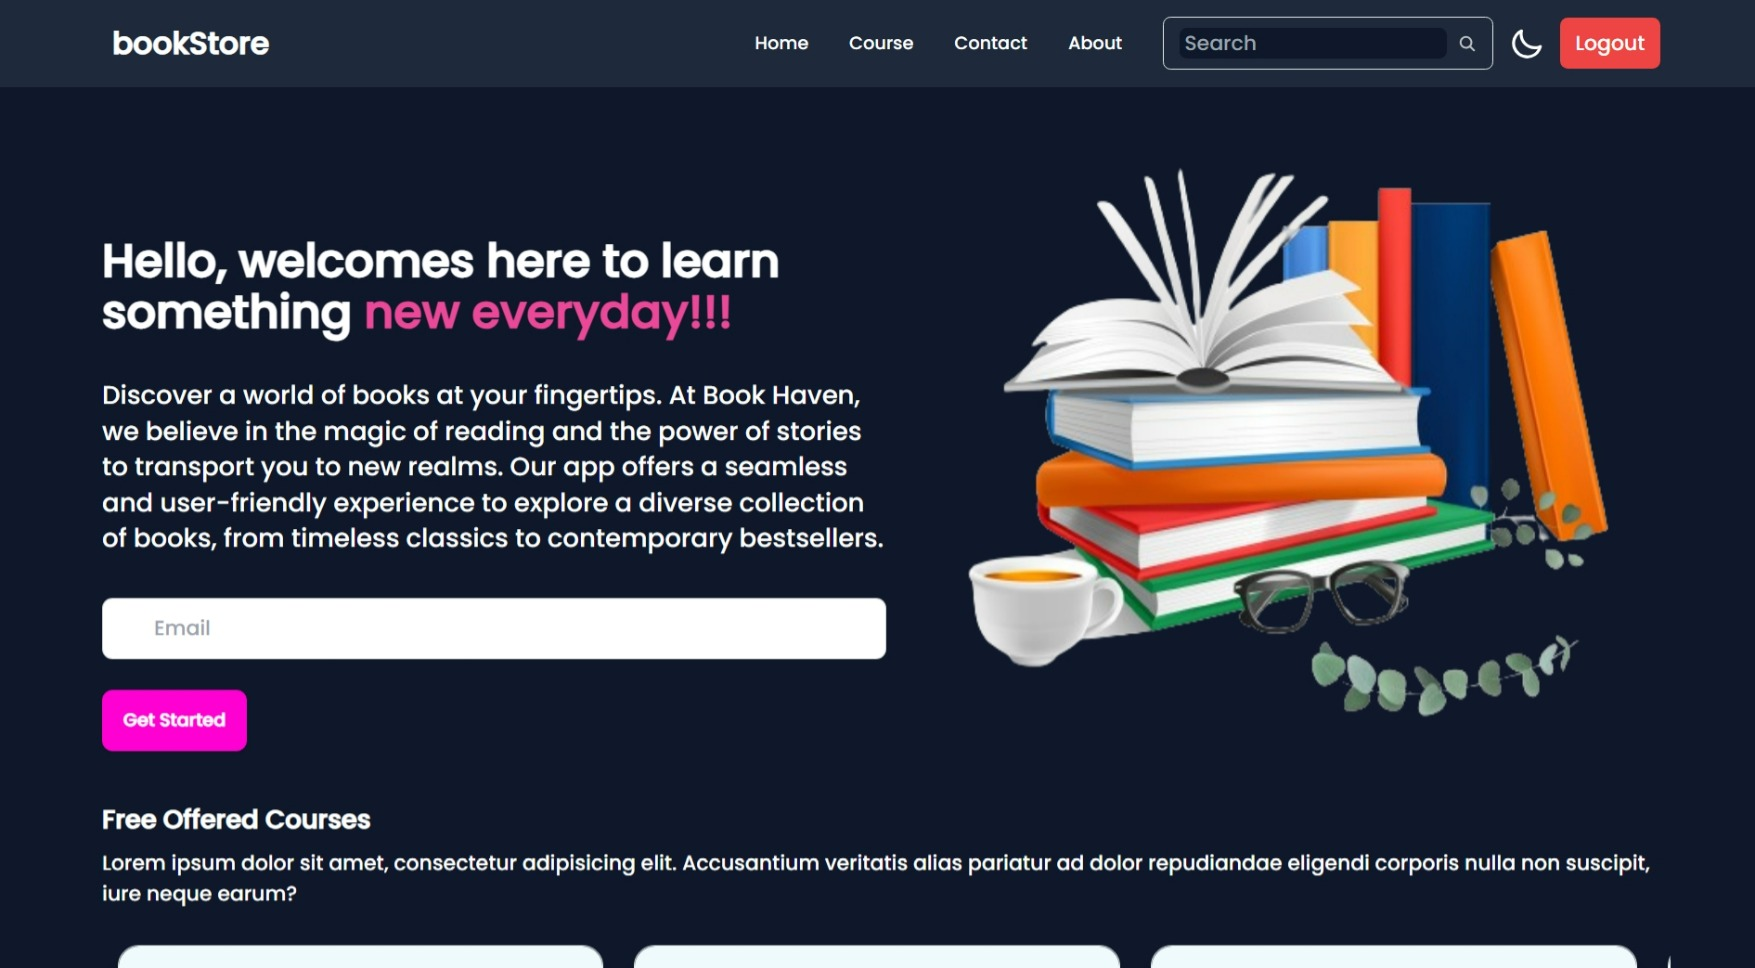 bookStore
Home
Course
Contact
About
Search
Logout
Hello, welcomes here to learn
something new everyday!!!
Discover a world of books at your fingertips. At Book Haven,
we believe in the magic of reading and the power of stories
to transport you to new realms. Our app offers a seamless
and user-friendly experience to explore a diverse collection
of books, from timeless classics to contemporary bestsellers.
Email
Get Started
Free Offered Courses
Lorem ipsum dolor sit amet, consectetur adipisicing elit. Accusantium veritatis alias pariatur ad dolor repudiandae eligendi corporis nulla non suscipit,
iure neque earum?